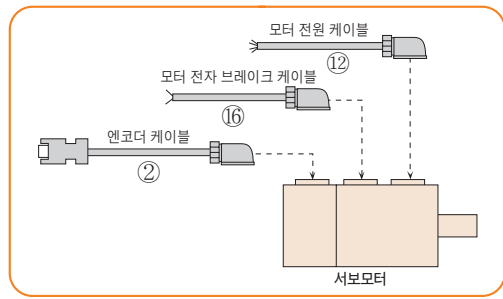 모터 전원 케이블
⑫
모터 전자 브레이크 케이블
⑯
엔코더 케이블
②
서보모터